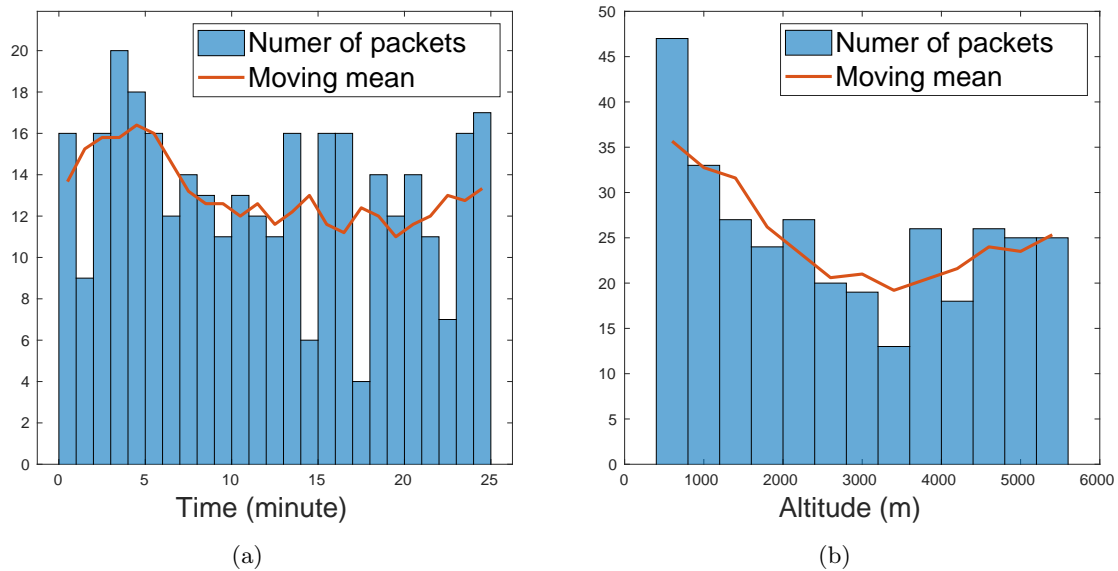 Numer of packets
Moving mean
20
18
16
14
12
10
8
6
4
2
0
0 5 10 15 20 25
Time (minute)
(a)
Numer of packets
Moving mean
50
45
40
35
30
25
20
15
10
5
0
1000 2000 3000 4000 5000 6000
Altitude (m)
(b)